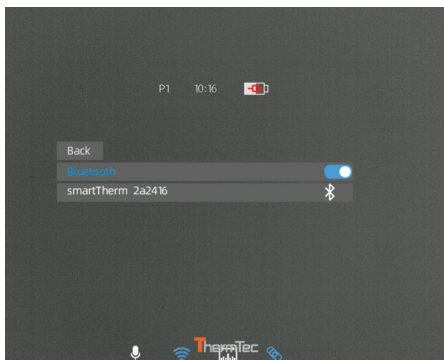 P1 10:16
Back
Bluetooth
smartTherm 2a2416
ThermTec